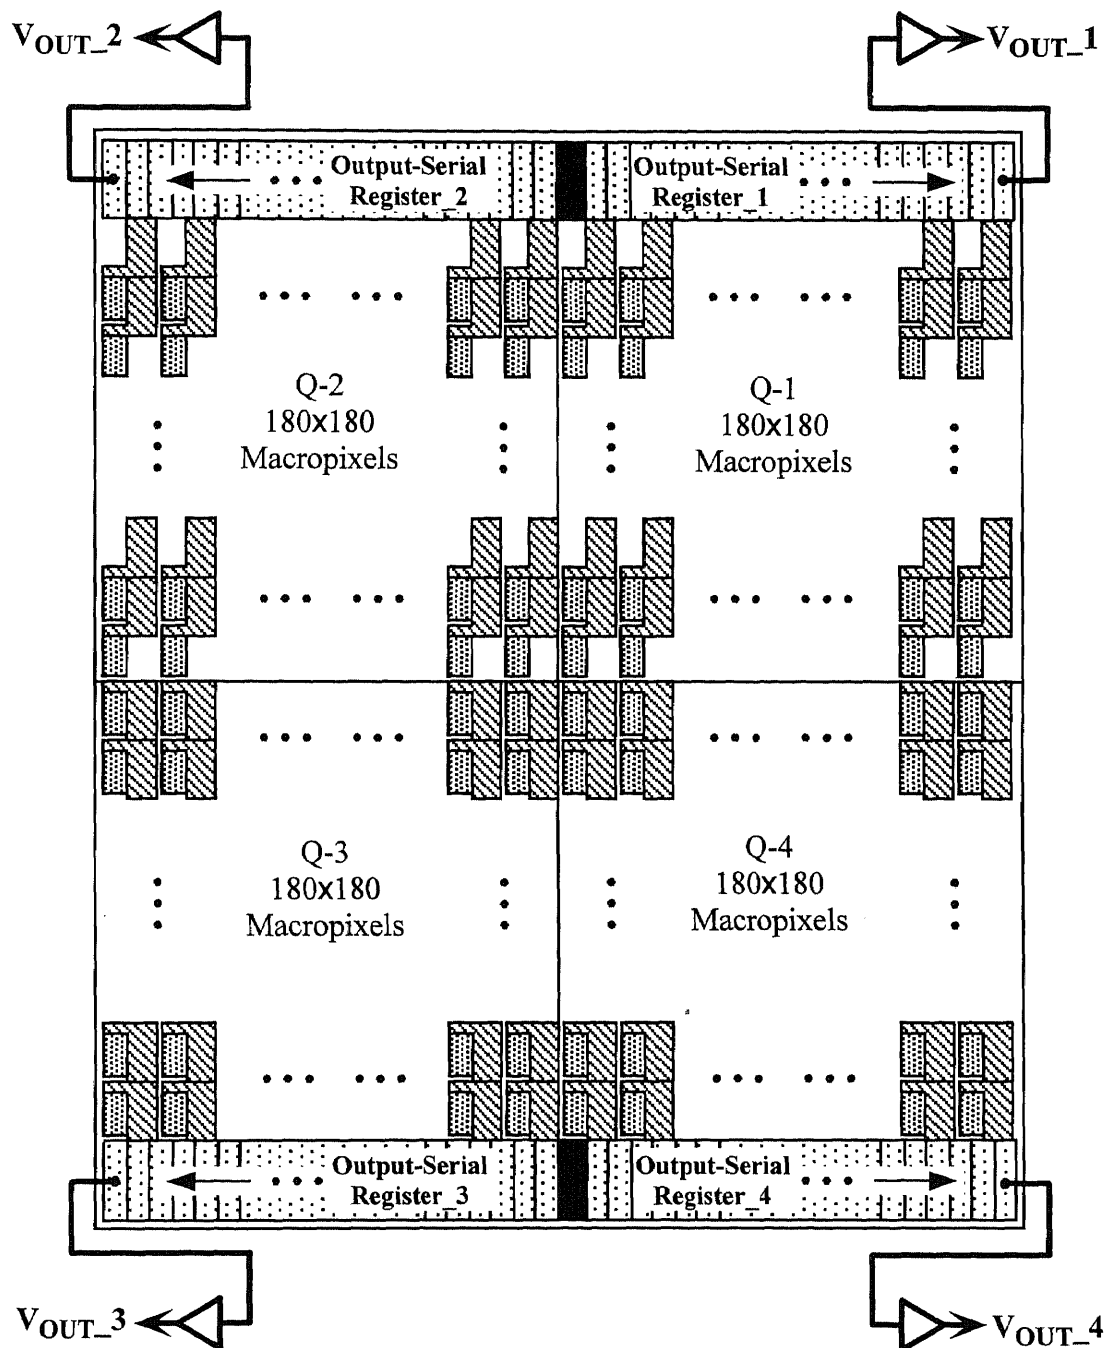 VOUT_2
VOUT_1
Output-Serial
Register_2
Output-Serial
Register_1
Q-2
180x180
Macropixels
Q-1
180x180
Macropixels
Q-3
180x180
Macropixels
Q-4
180x180
Macropixels
Output-Serial
Register_3
Output-Serial
Register_4
VOUT_3
VOUT_4